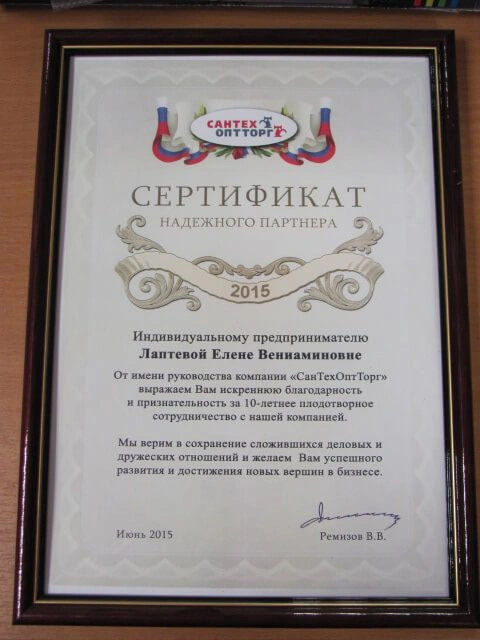 САНТЕХ
ОПТТОРГ
СЕРТИФИКАТ
НАДЕЖНОГО ПАРТНЕРА
2015
Индивидуальному предпринимателю
Лаптевой Елене Вениаминовне
От имени руководства компании «СанТехОптТорг»
выражаем Вам искреннюю благодарность
и признательность за 10-летнее плодотворное
сотрудничество с нашей компанией.
Мы верим в сохранение сложившихся деловых и
дружеских отношений и желаем Вам успешного
развития и достижения новых вершин в бизнесе.
Июнь 2015
Ремизов В.В.